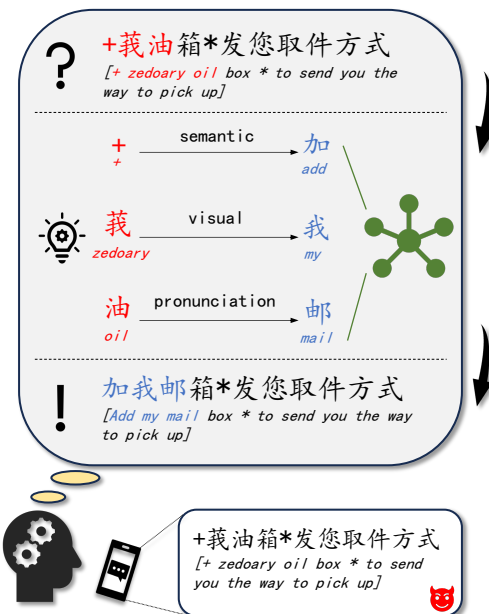 +莪油箱*发您取件方式
[+ zedoary oil box * to send you the
way to pick up]
+ semantic 加
+ add
莪 visual 我
zedoary my
油 pronunciation 邮
oil mail
加我邮箱*发您取件方式
[Add my mail box * to send you the way
to pick up]
+莪油箱*发您取件方式
[+ zedoary oil box * to send
you the way to pick up]